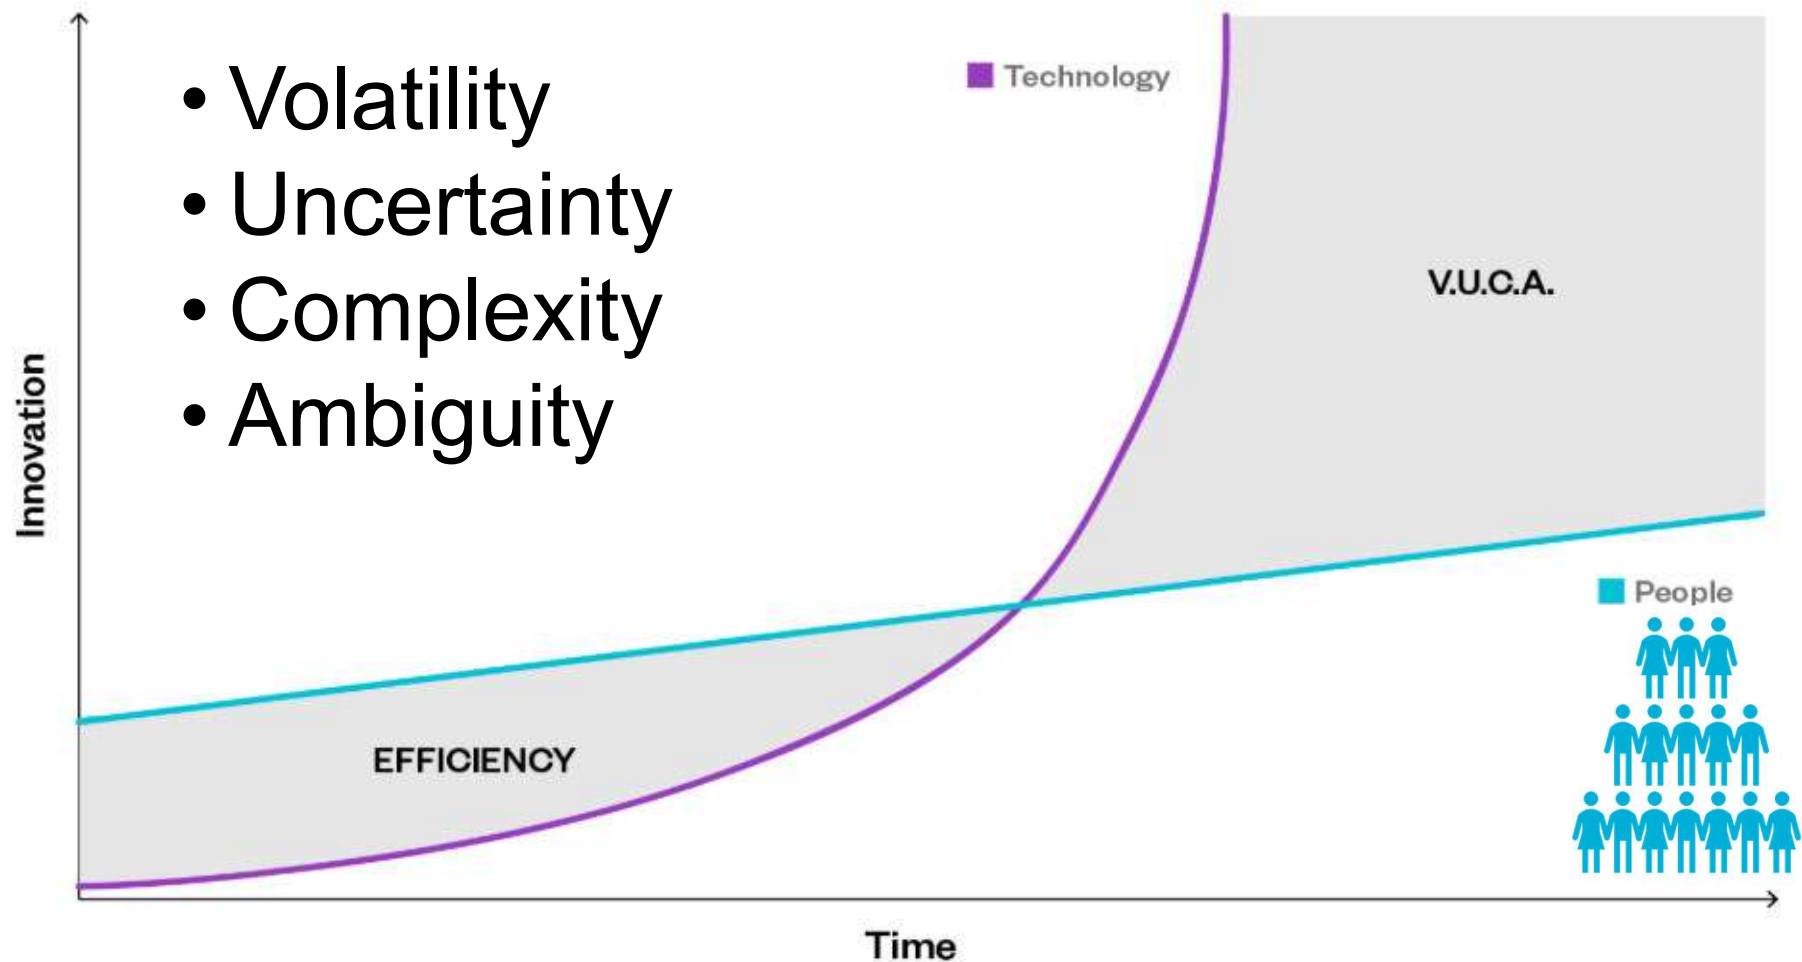 • Volatility
• Uncertainty
• Complexity
• Ambiguity
Technology
V.U.C.A.
Innovation
People
EFFICIENCY
Time